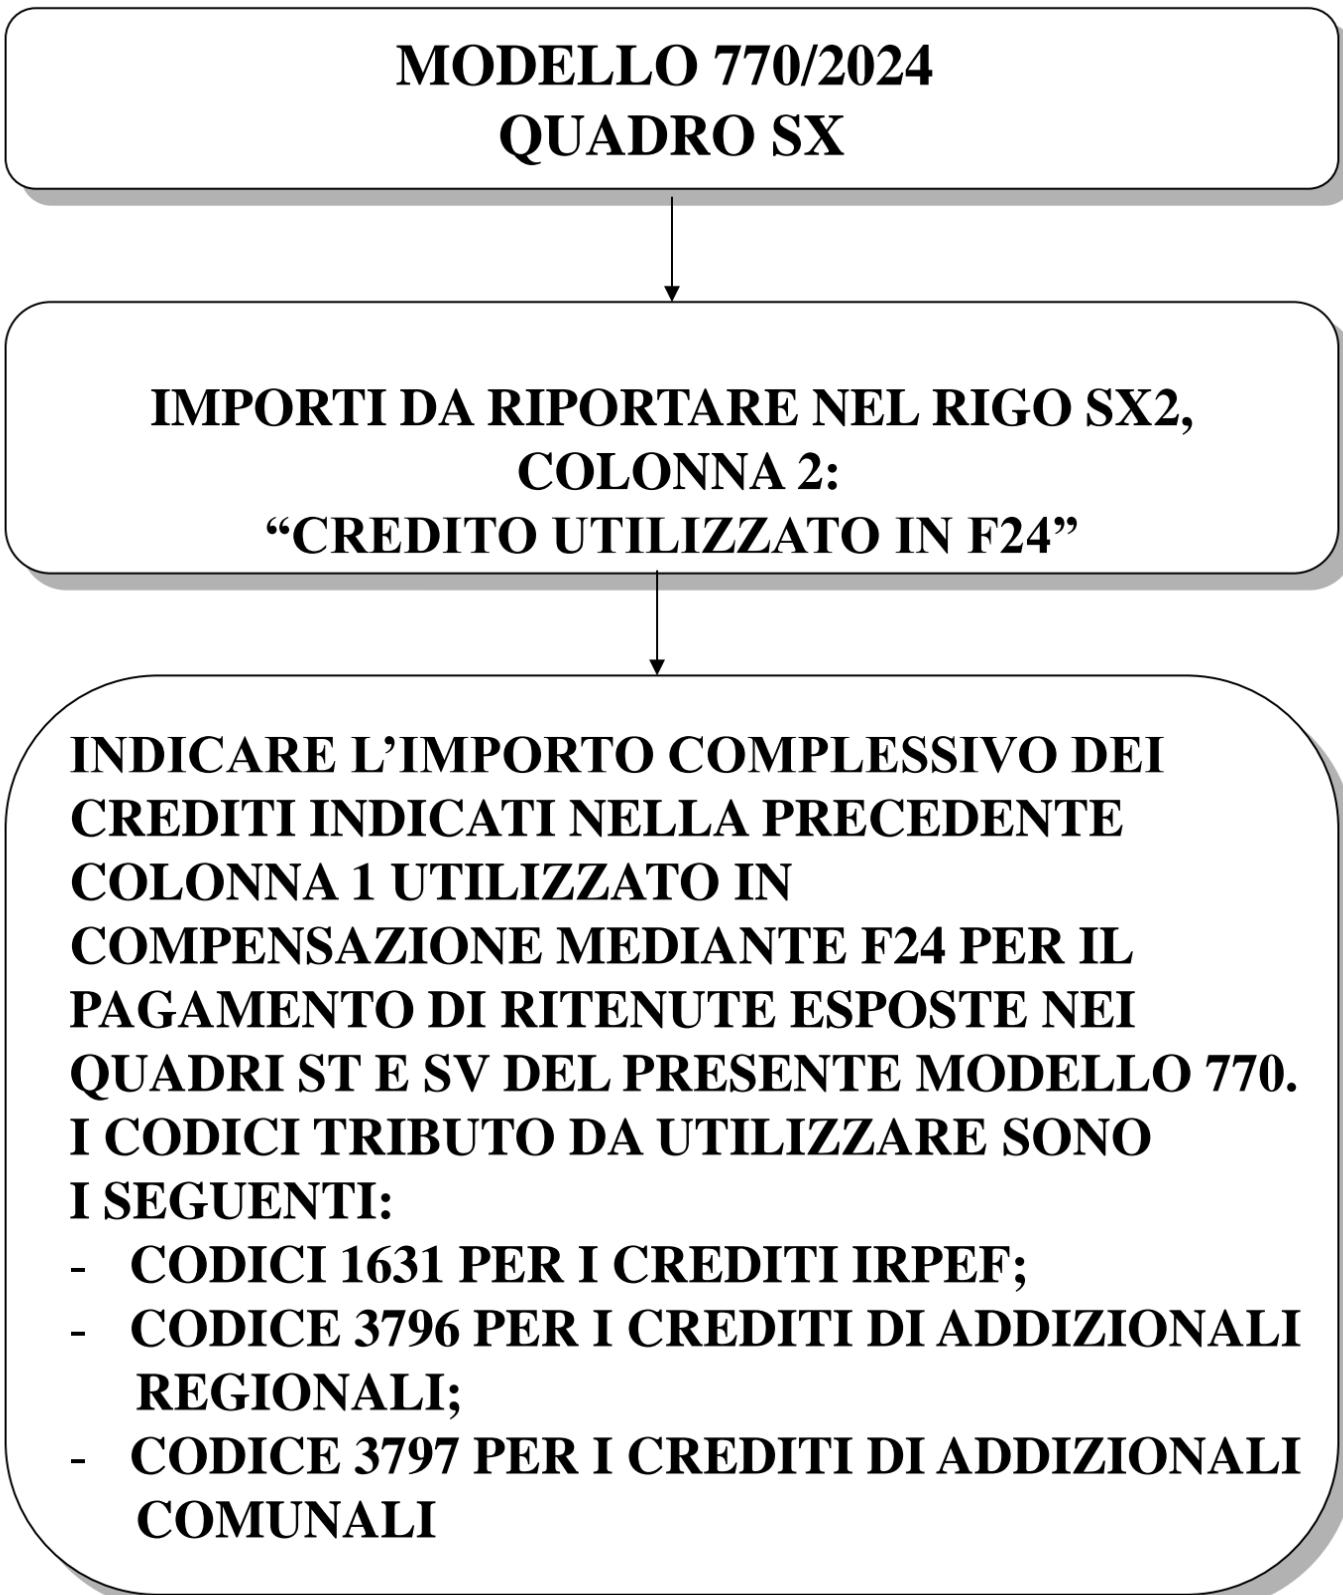 MODELLO 770/2024
QUADRO SX
IMPORTI DA RIPORTARE NEL RIGO SX2,
COLONNA 2:
“CREDITO UTILIZZATO IN F24”
INDICARE L’IMPORTO COMPLESSIVO DEI
CREDITI INDICATI NELLA PRECEDENTE
COLONNA 1 UTILIZZATO IN
COMPENSAZIONE MEDIANTE F24 PER IL
PAGAMENTO DI RITENUTE ESPOSTE NEI
QUADRI ST E SV DEL PRESENTE MODELLO 770.
I CODICI TRIBUTO DA UTILIZZARE SONO
I SEGUENTI:
- CODICI 1631 PER I CREDITI IRPEF;
- CODICE 3796 PER I CREDITI DI ADDIZIONALI
REGIONALI;
- CODICE 3797 PER I CREDITI DI ADDIZIONALI
COMUNALI